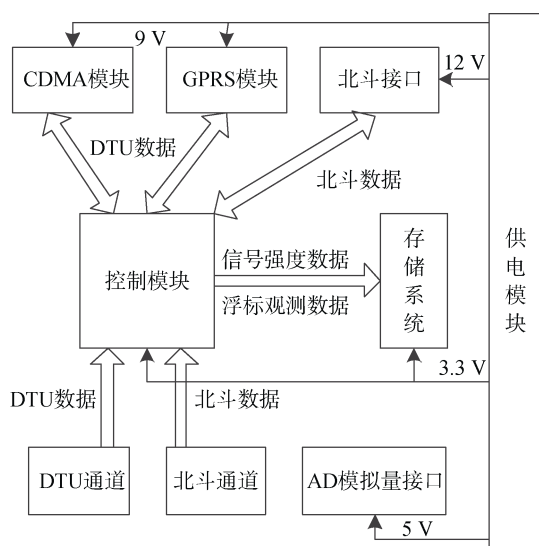 9 V
CDMA模块
GPRS模块
北斗接口
12 V
DTU数据
北斗数据
供电模块
控制模块
信号强度数据
浮标观测数据
存储系统
3.3 V
DTU数据
北斗数据
DTU通道
北斗通道
AD模拟量接口
5 V